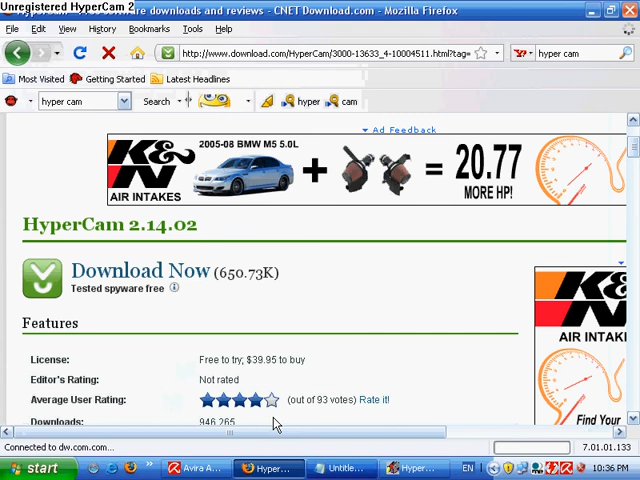 Unregistered HyperCam 2
software downloads and reviews - CNET Download.com - Mozilla Firefox
File Edit View History Bookmarks Tools Help
http://www.download.com/HyperCam/3000-13633_4-10004511.html?tag=
hyper cam
Most Visited Getting Started Latest Headlines
hyper cam Search hyper cam
Ad Feedback
K&N
AIR INTAKES
2005-08 BMW M5 5.0L
+ = 20.77
MORE HP!
HyperCam 2.14.02
Download Now (650.73K)
Tested spyware free
Features
License: Free to try; $39.95 to buy
Editor's Rating: Not rated
Average User Rating: (out of 93 votes) Rate it!
Downloads: 946,265
AIR INTAK
Find Your
Connected to dw.com.com...
7.01.01.133
start
Avira A...
Hyper...
Untitle...
Hyper...
EN
10:36 PM